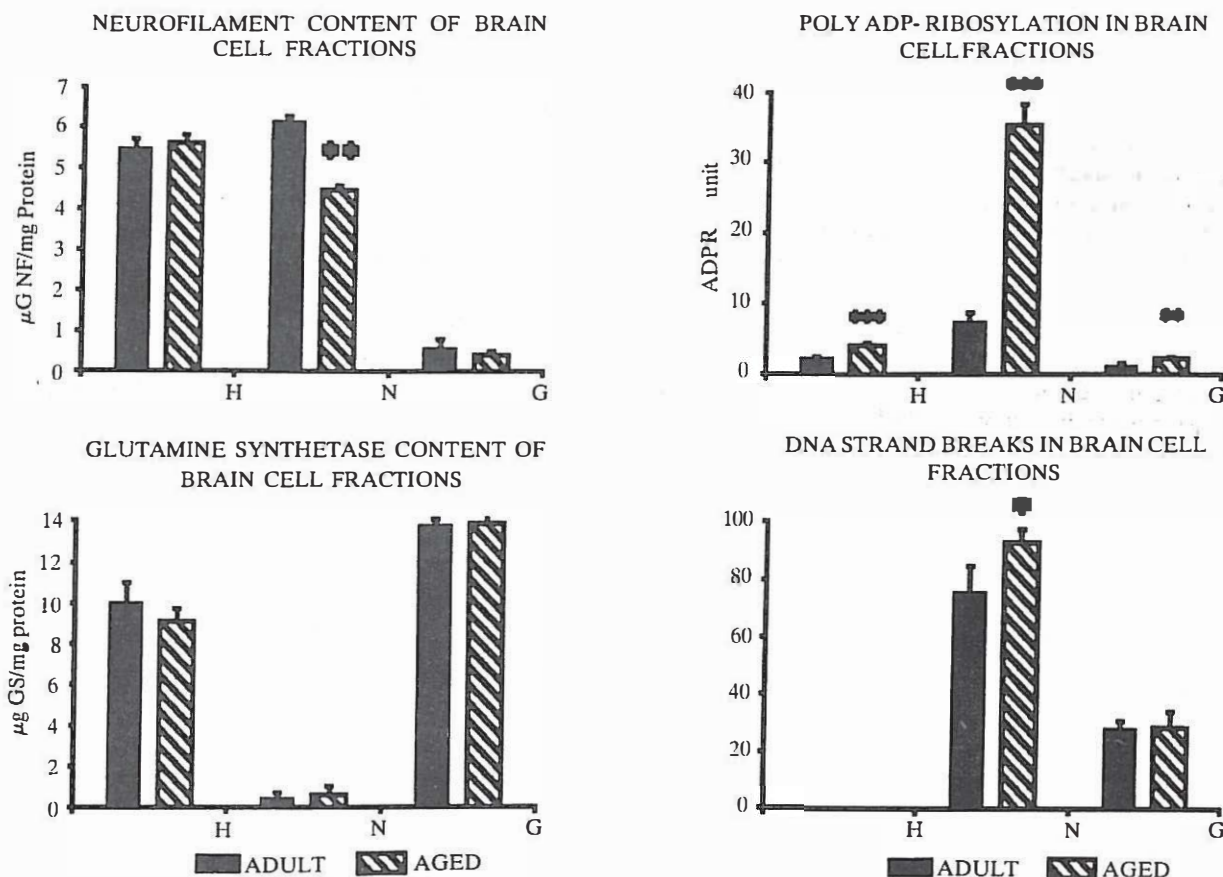 NEUROFILAMENT CONTENT OF BRAIN
CELL FRACTIONS
7
6
5
4
3
2
1
0
µG NF/mg Protein
H
N
G
POLY ADP- RIBOSYLATION IN BRAIN
CELL FRACTIONS
40
30
20
10
0
ADPR unit
H
N
G
GLUTAMINE SYNTHETASE CONTENT OF
BRAIN CELL FRACTIONS
14
12
10
8
6
4
2
0
µg GS/mg protein
H
N
G
ADULT
AGED
DNA STRAND BREAKS IN BRAIN CELL
FRACTIONS
100
80
60
40
20
0
H
N
G
ADULT
AGED